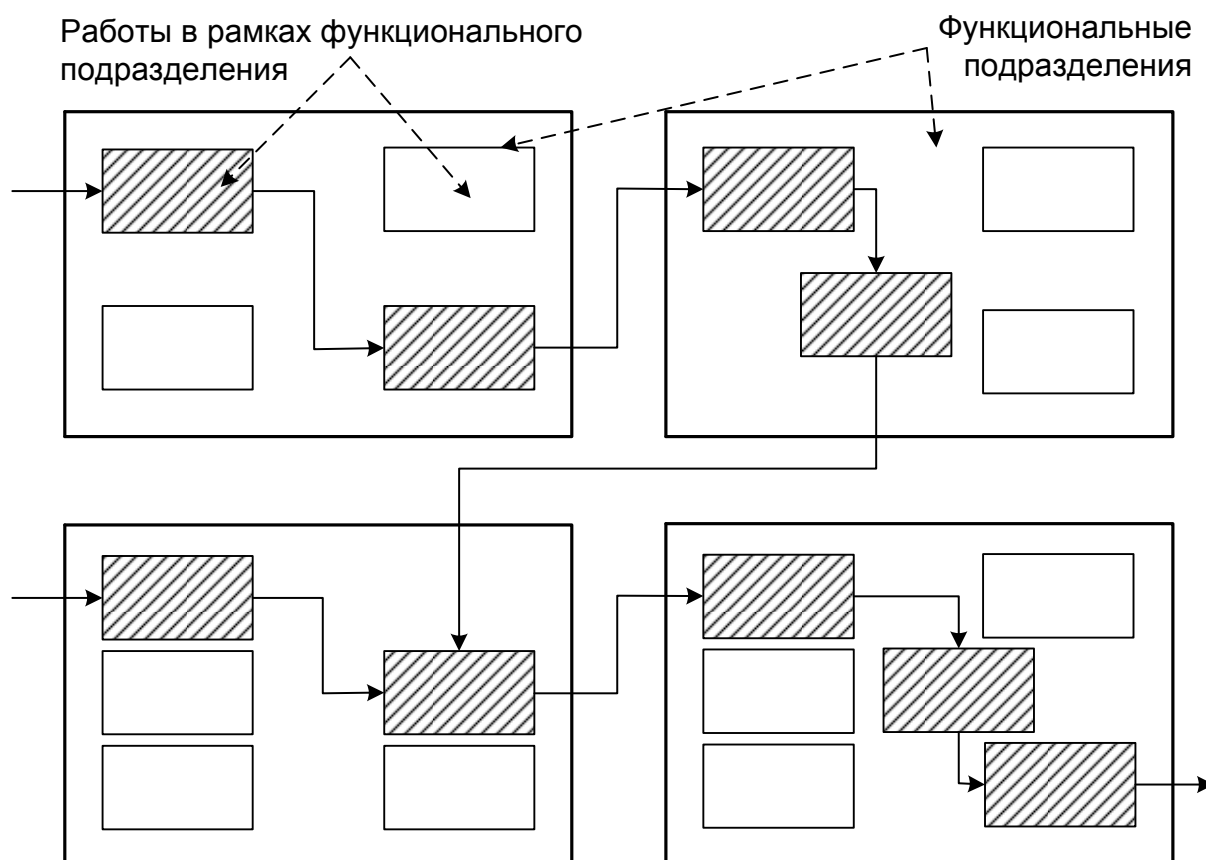 Работы в рамках функционального
подразделения
Функциональные
подразделения